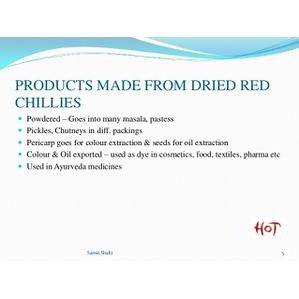 PRODUCTS MADE FROM DRIED RED
CHILLIES
• Powdered – Goes into many masala, pastess
• Pickles, Chutneys in diff. packings
• Pericarp goes for colour extraction & seeds for oil extraction
• Colour & Oil exported – used as dye in cosmetics, food, textiles, pharma etc
• Used in Ayurveda medicines
HOT
Samit Shahi
5